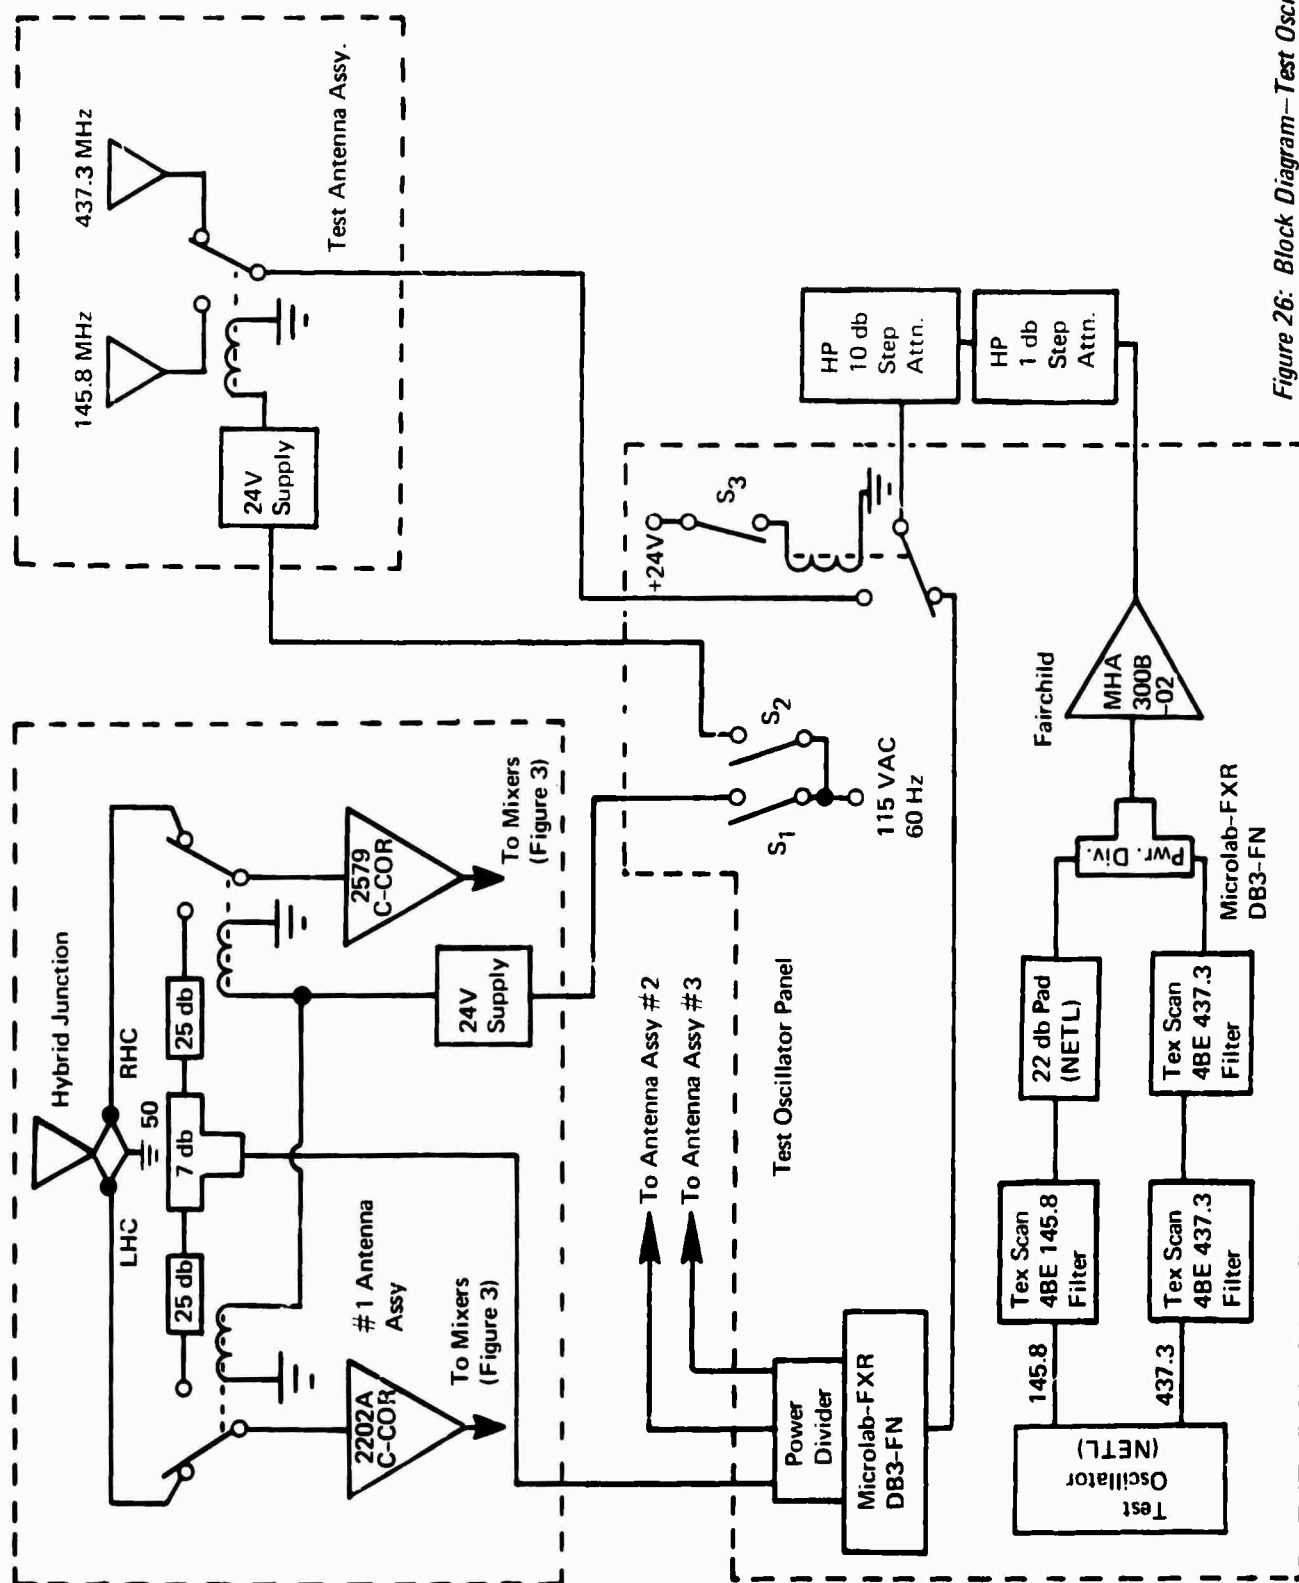 Hybrid Junction
LHC
RHC
50
25 db
7 db
25 db
#1 Antenna
Assy
2202A
C-COR
To Mixers
(Figure 3)
2579
C-COR
To Mixers
(Figure 3)
24V
Supply
145.8 MHz
437.3 MHz
24V
Supply
Test Antenna Assy.
To Antenna Assy #2
To Antenna Assy #3
Test Oscillator Panel
S1
S2
115 VAC
60 Hz
+24V
S3
HP
10 db
Step
Attn.
HP
1 db
Step
Attn.
Power
Divider
Microlab-FXR
DB3-FN
Test
Oscillator
(NETL)
145.8
437.3
Tex Scan
4BE 145.8
Filter
22 db Pad
(NETL)
Tex Scan
4BE 437.3
Filter
Tex Scan
4BE 437.3
Filter
Pwr. Div.
Microlab-FXR
DB3-FN
Fairchild
MHA
300B
-02
Figure 26: Block Diagram—Test